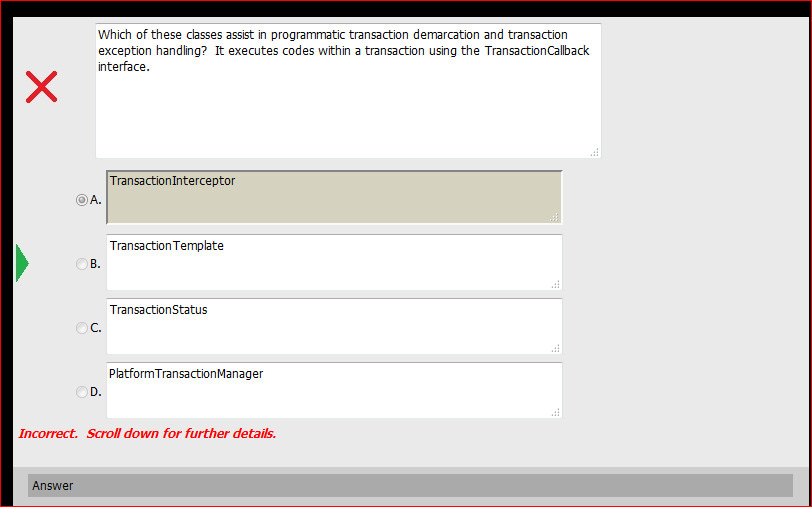 Which of these classes assist in programmatic transaction demarcation and transaction
exception handling?  It executes codes within a transaction using the TransactionCallback
interface.
A. TransactionInterceptor
B. TransactionTemplate
C. TransactionStatus
D. PlatformTransactionManager
Incorrect.  Scroll down for further details.
Answer